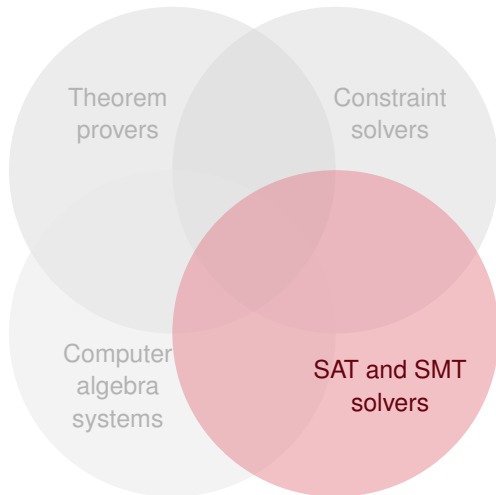 Theorem
provers
Constraint
solvers
Computer
algebra
systems
SAT and SMT
solvers